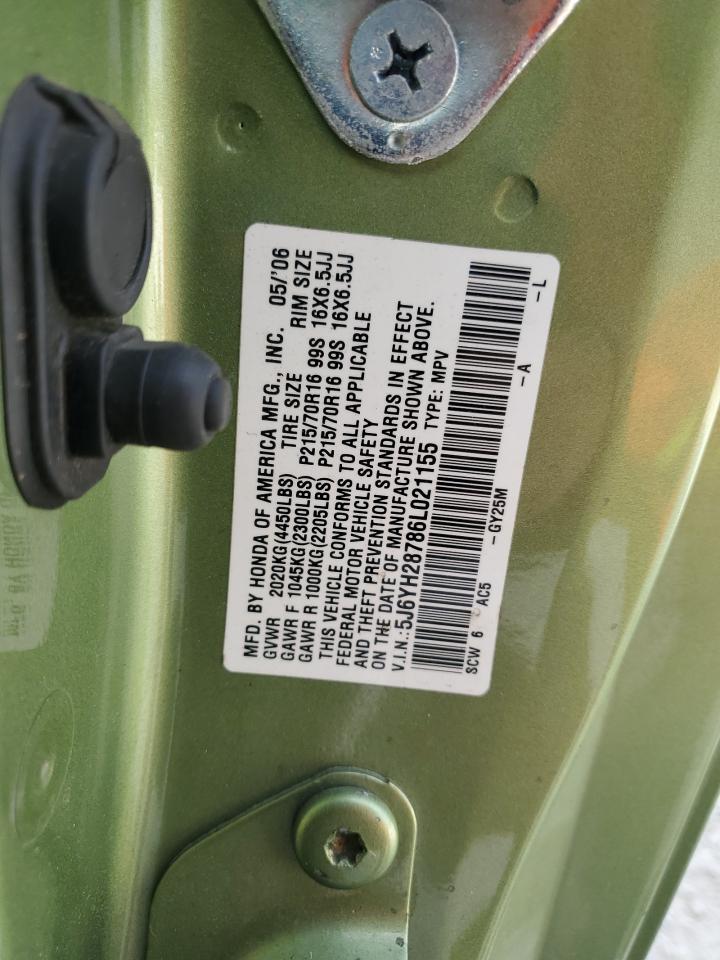 MFD. BY HONDA OF AMERICA MFG., INC. 05/'06
GVWR 2020KG(4450LBS) TIRE SIZE RIM SIZE
GAWR F 1045KG(2300LBS) P215/70R16 99S 16X6.5JJ
GAWR R 1000KG(2205LBS) P215/70R16 99S 16X6.5JJ
THIS VEHICLE CONFORMS TO ALL APPLICABLE
FEDERAL MOTOR VEHICLE SAFETY
AND THEFT PREVENTION STANDARDS IN EFFECT
ON THE DATE OF MANUFACTURE SHOWN ABOVE.
V.I.N.:5J6YH28786L021155 TYPE: MPV
SCW 6 AC5 -GY25M -A -L